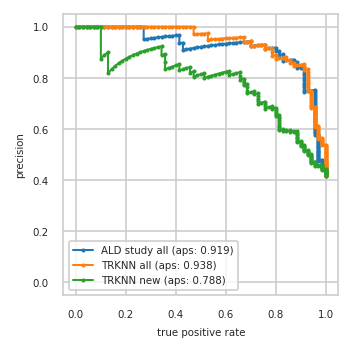 1.0
0.8
0.6
0.4
0.2
0.0
precision
ALD study all (aps: 0.919)
TRKNN all (aps: 0.938)
TRKNN new (aps: 0.788)
0.0 0.2 0.4 0.6 0.8 1.0
true positive rate